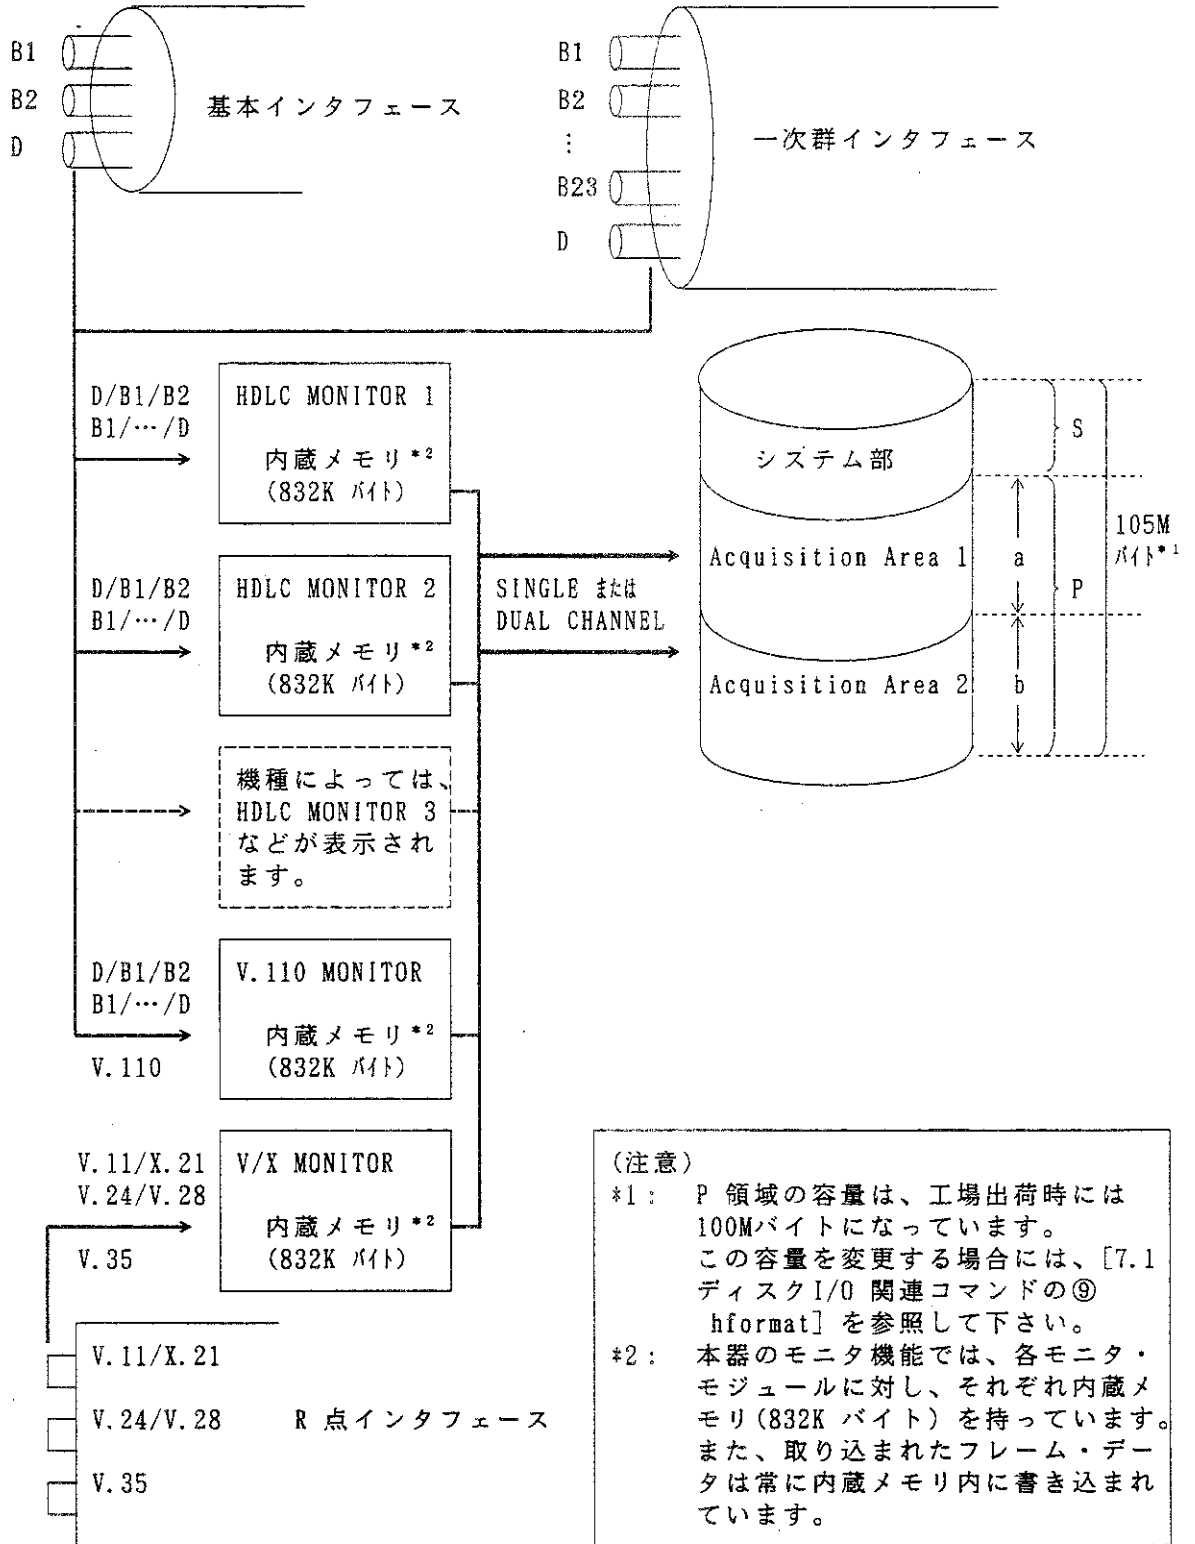 B1
B2
D
基本インタフェース
B1
B2
⋮
B23
D
一次群インタフェース
D/B1/B2
B1/…/D
HDLC MONITOR 1
内蔵メモリ*2
(832K バイト)
D/B1/B2
B1/…/D
HDLC MONITOR 2
内蔵メモリ*2
(832K バイト)
SINGLE または
DUAL CHANNEL
システム部
Acquisition Area 1
Acquisition Area 2
S
a
P
b
105M
バイト*1
機種によっては、
HDLC MONITOR 3
などが表示され
ます。
D/B1/B2
B1/…/D
V.110
V.110 MONITOR
内蔵メモリ*2
(832K バイト)
V.11/X.21
V.24/V.28
V.35
V/X MONITOR
内蔵メモリ*2
(832K バイト)
V.11/X.21
V.24/V.28
V.35
R 点インタフェース
(注意)
*1: P 領域の容量は、工場出荷時には
100Mバイトになっています。
この容量を変更する場合には、[7.1
ディスクI/O 関連コマンドの⑨
hformat] を参照して下さい。
*2: 本器のモニタ機能では、各モニタ・
モジュールに対し、それぞれ内蔵メ
モリ(832K バイト) を持っています。
また、取り込まれたフレーム・デー
タは常に内蔵メモリ内に書き込まれ
ています。